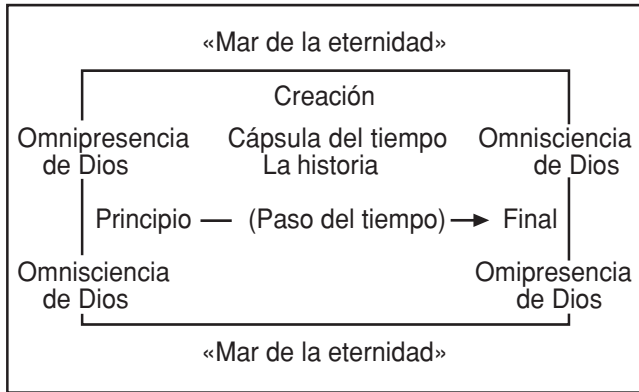 «Mar de la eternidad»
Creación
Omnipresencia
de Dios
Cápsula del tiempo
La historia
Omnisciencia
de Dios
Principio — (Paso del tiempo) → Final
Omnisciencia
de Dios
Omipresencia
de Dios
«Mar de la eternidad»